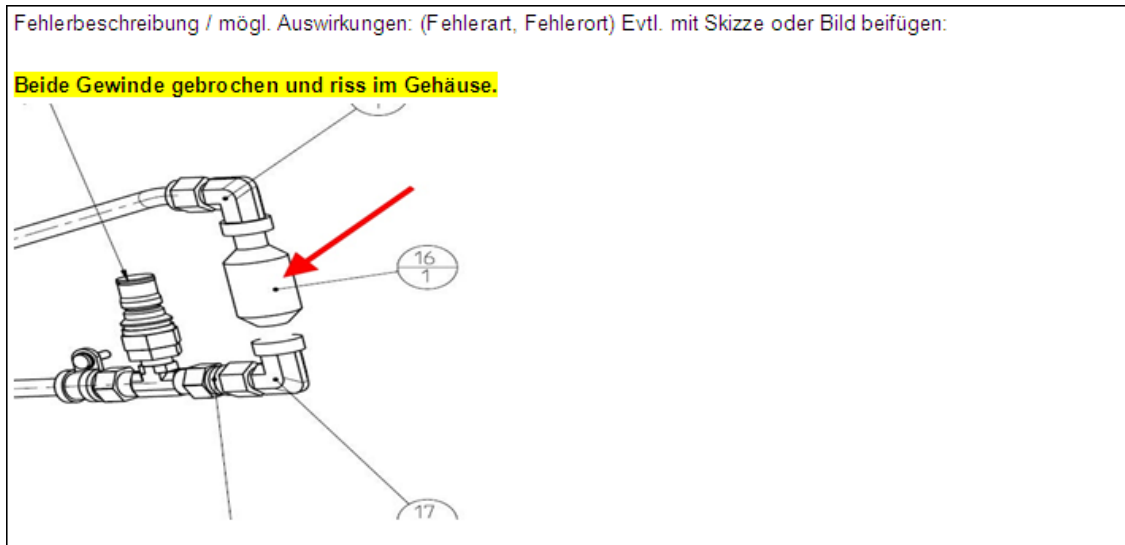 Fehlerbeschreibung / mögl. Auswirkungen: (Fehlerart, Fehlerort) Evtl. mit Skizze oder Bild beifügen:
Beide Gewinde gebrochen und riss im Gehäuse.
16
1
17